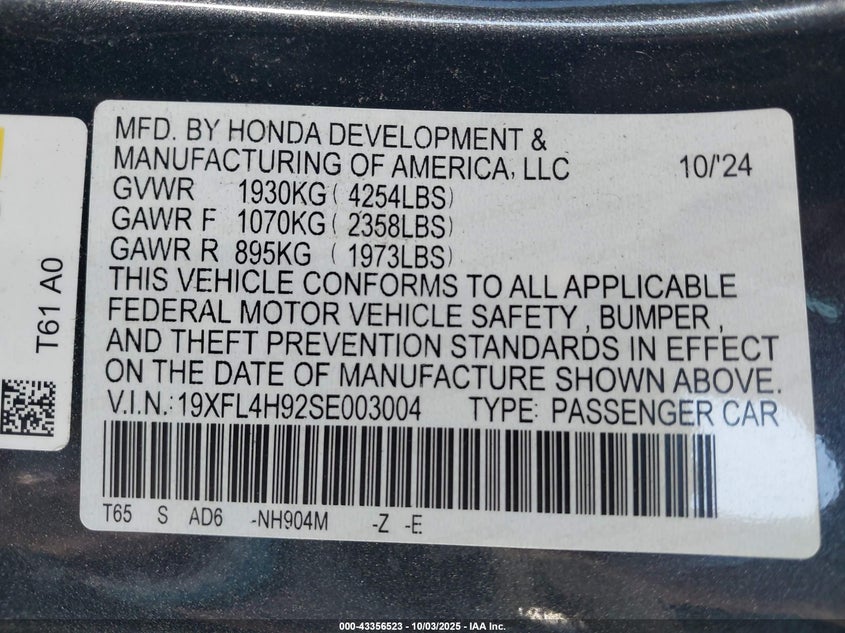 MFD. BY HONDA DEVELOPMENT &
MANUFACTURING OF AMERICA, LLC 10/'24
GVWR 1930KG ( 4254LBS)
GAWR F 1070KG ( 2358LBS)
GAWR R 895KG ( 1973LBS)
THIS VEHICLE CONFORMS TO ALL APPLICABLE
FEDERAL MOTOR VEHICLE SAFETY , BUMPER ,
AND THEFT PREVENTION STANDARDS IN EFFECT
ON THE DATE OF MANUFACTURE SHOWN ABOVE.
V.I.N.: 19XFL4H92SE003004 TYPE: PASSENGER CAR
T65 S AD6 -NH904M -Z -E
T61 A0
000-43356523 - 10/03/2025 - IAA Inc.